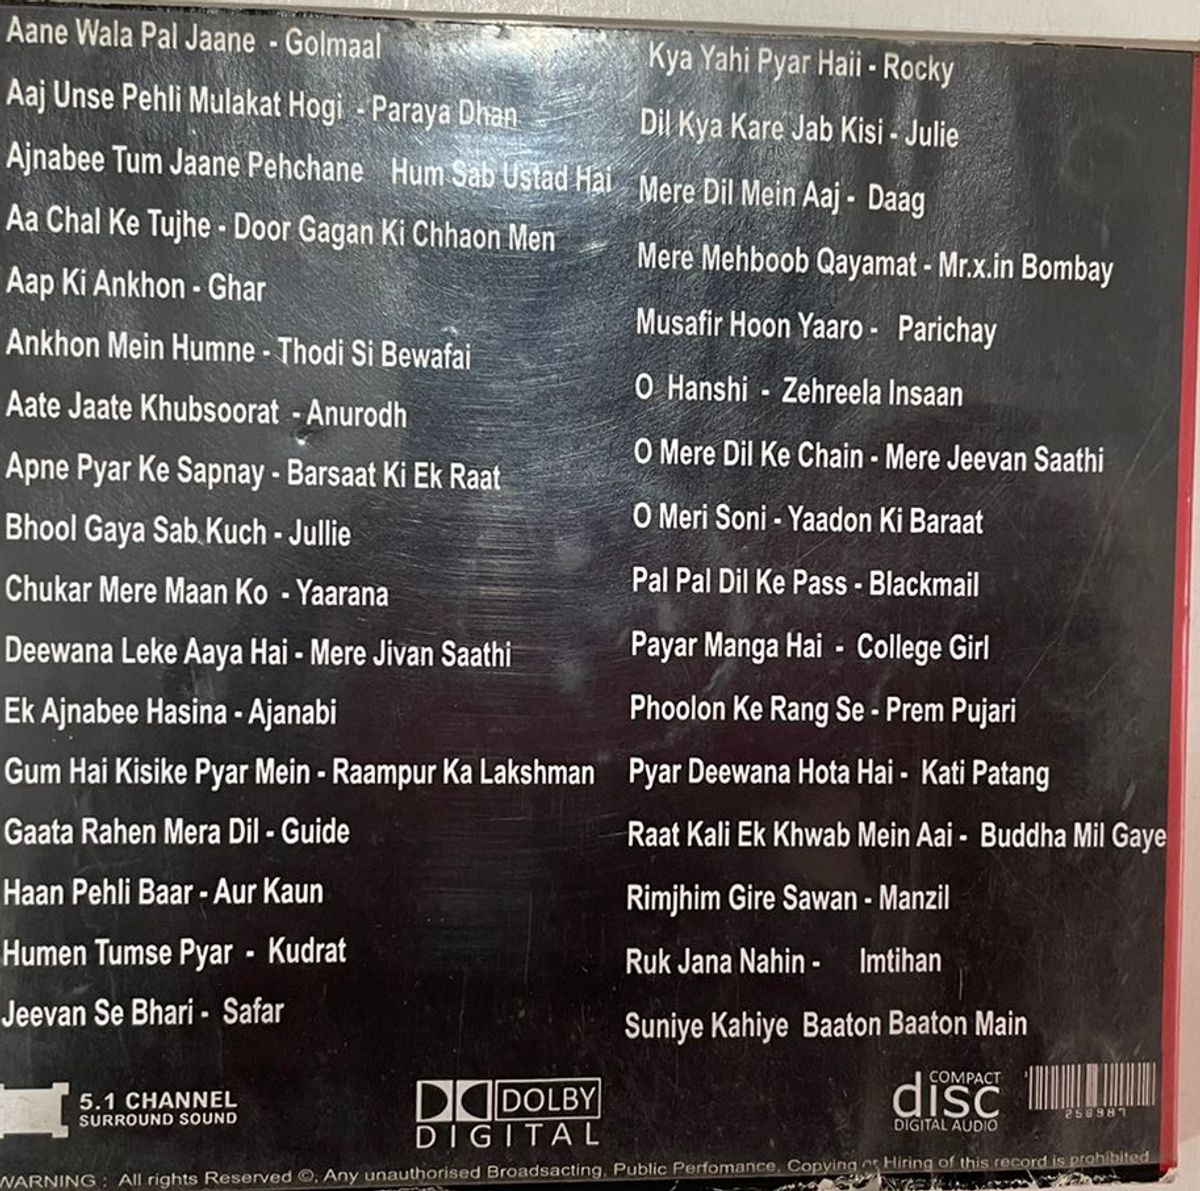 Aane Wala Pal Jaane - Golmaal
Aaj Unse Pehli Mulakat Hogi - Paraya Dhan
Ajnabee Tum Jaane Pehchane Hum Sab Ustad Hai
Aa Chal Ke Tujhe - Door Gagan Ki Chhaon Men
Aap Ki Ankhon - Ghar
Ankhon Mein Humne - Thodi Si Bewafai
Aate Jaate Khubsoorat - Anurodh
Apne Pyar Ke Sapnay - Barsaat Ki Ek Raat
Bhool Gaya Sab Kuch - Jullie
Chukar Mere Maan Ko - Yaarana
Deewana Leke Aaya Hai - Mere Jivan Saathi
Ek Ajnabee Hasina - Ajanabi
Gum Hai Kisike Pyar Mein - Raampur Ka Lakshman
Gaata Rahen Mera Dil - Guide
Haan Pehli Baar - Aur Kaun
Humen Tumse Pyar - Kudrat
Jeevan Se Bhari - Safar
Kya Yahi Pyar Haii - Rocky
Dil Kya Kare Jab Kisi - Julie
Mere Dil Mein Aaj - Daag
Mere Mehboob Qayamat - Mr.x.in Bombay
Musafir Hoon Yaaro - Parichay
O Hanshi - Zehreela Insaan
O Mere Dil Ke Chain - Mere Jeevan Saathi
O Meri Soni - Yaadon Ki Baraat
Pal Pal Dil Ke Pass - Blackmail
Payar Manga Hai - College Girl
Phoolon Ke Rang Se - Prem Pujari
Pyar Deewana Hota Hai - Kati Patang
Raat Kali Ek Khwab Mein Aai - Buddha Mil Gaye
Rimjhim Gire Sawan - Manzil
Ruk Jana Nahin - Imtihan
Suniye Kahiye Baaton Baaton Main
5.1 CHANNEL
SURROUND SOUND
DOLBY
DIGITAL
COMPACT
disc
DIGITAL AUDIO
258987
WARNING : All rights Reserved ©, Any unauthorised Broadsacting, Public Perfomance, Copying or Hiring of this record is prohibited